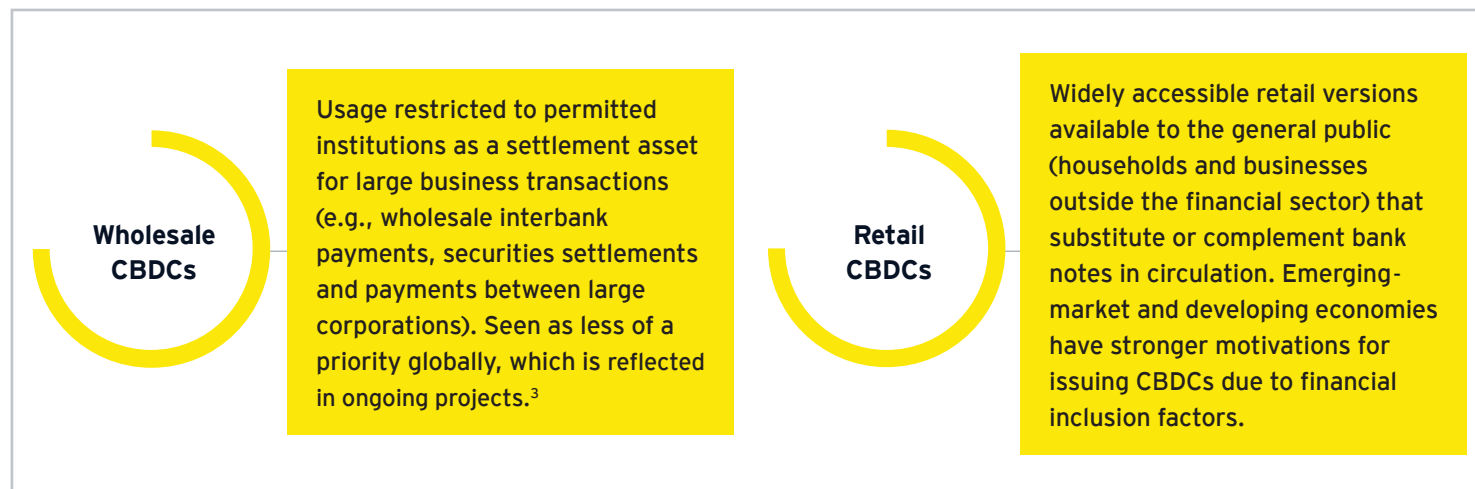 Wholesale
CBDCs
Usage restricted to permitted
institutions as a settlement asset
for large business transactions
(e.g., wholesale interbank
payments, securities settlements
and payments between large
corporations). Seen as less of a
priority globally, which is reflected
in ongoing projects.³
Retail
CBDCs
Widely accessible retail versions
available to the general public
(households and businesses
outside the financial sector) that
substitute or complement bank
notes in circulation. Emerging-
market and developing economies
have stronger motivations for
issuing CBDCs due to financial
inclusion factors.